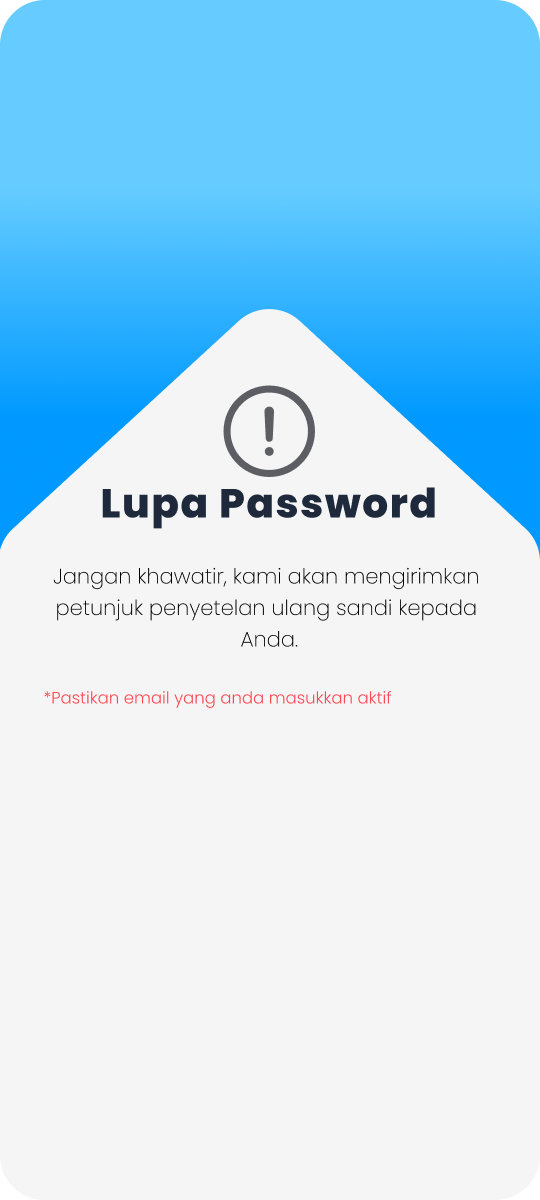 Lupa Password
Jangan khawatir, kami akan mengirimkan
petunjuk penyetelan ulang sandi kepada
Anda.
*Pastikan email yang anda masukkan aktif